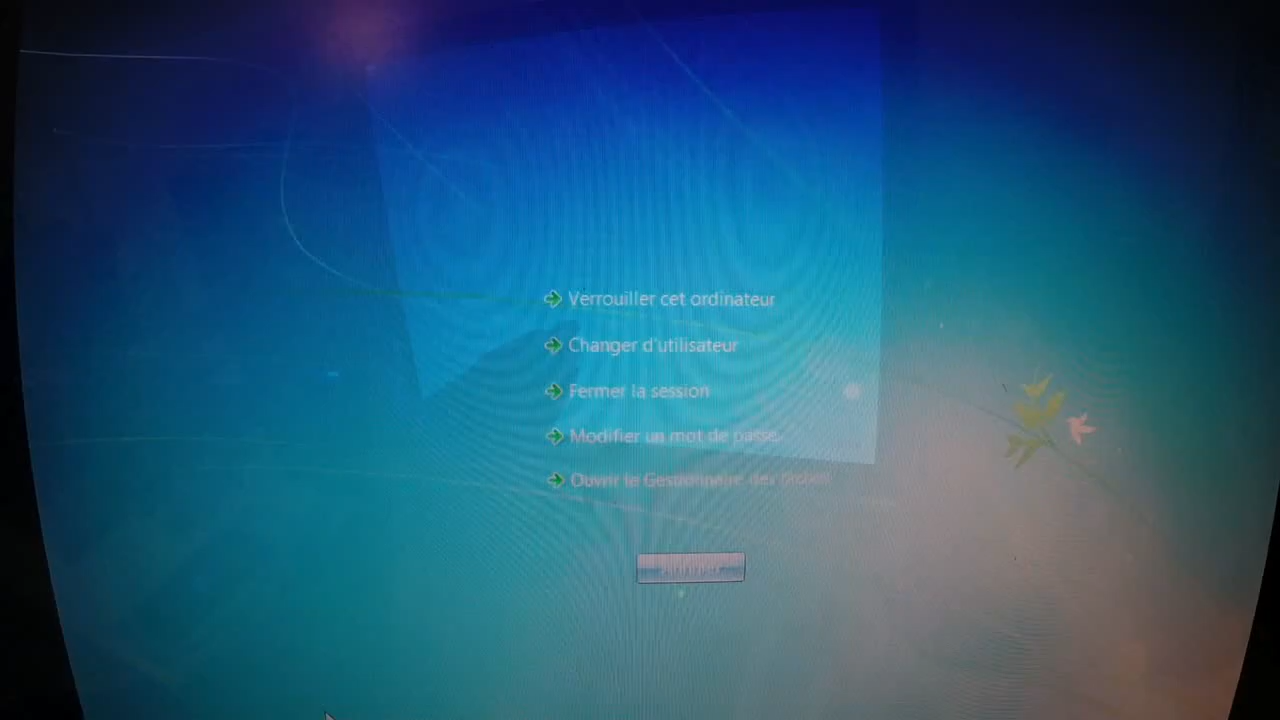 Verrouiller cet ordinateur
Changer d'utilisateur
Fermer la session
Modifier un mot de passe
Ouvrir le Gestionnaire des